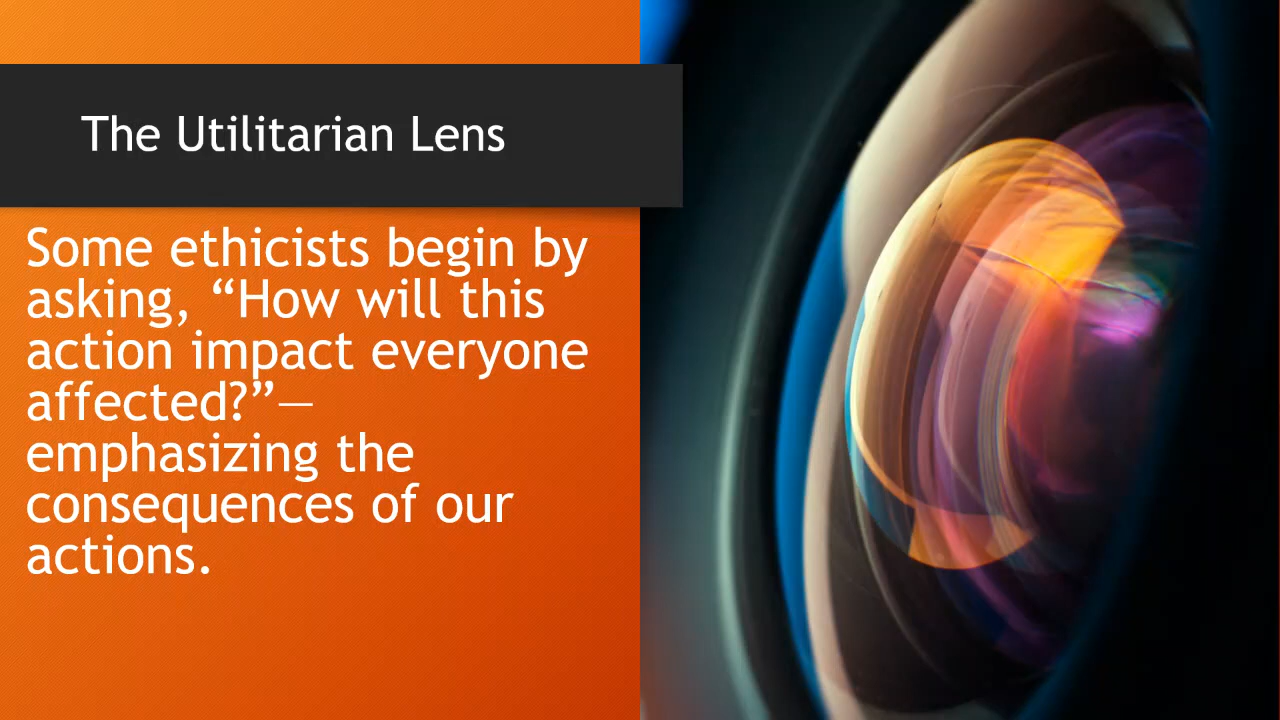 The Utilitarian Lens
Some ethicists begin by
asking, “How will this
action impact everyone
affected?”—
emphasizing the
consequences of our
actions.